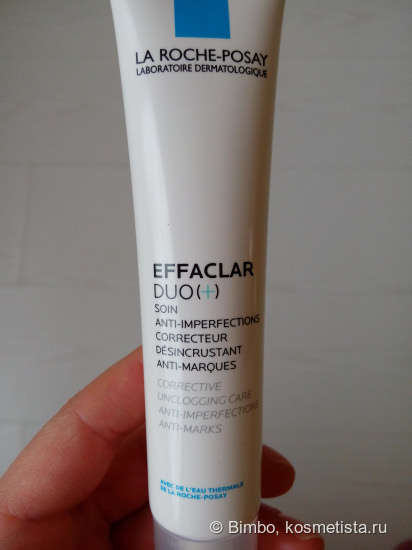 LA ROCHE-POSAY
LABORATOIRE DERMATOLOGIQUE
EFFACLAR
DUO(+)
SOIN
ANTI-IMPERFECTIONS
CORRECTEUR
DÉSINCRUSTANT
ANTI-MARQUES
CORRECTIVE
UNCLOGGING CARE
ANTI-IMPERFECTIONS
ANTI-MARKS
AVEC DE L'EAU THERMALE
DE LA ROCHE-POSAY
© Bimbo, kosmetista.ru